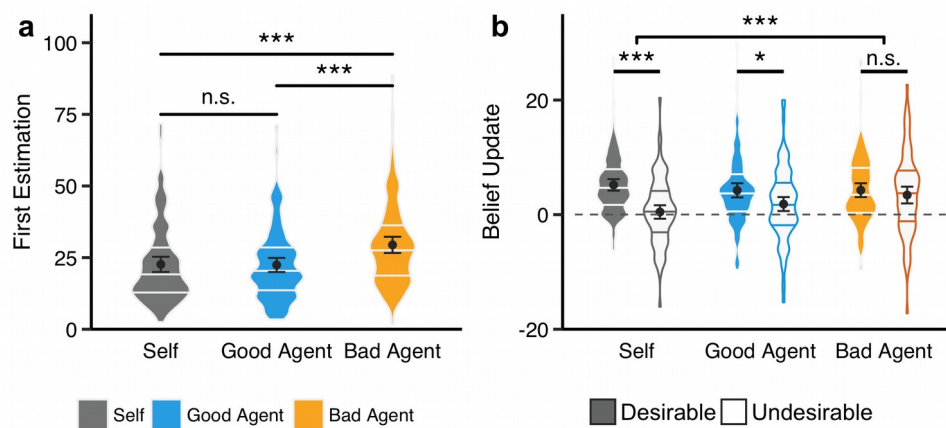 a
First Estimation
100
75
50
25
0
***
***
n.s.
Self Good Agent Bad Agent
Self Good Agent Bad Agent
b
Belief Update
20
0
-20
***
***
*
n.s.
Self Good Agent Bad Agent
Desirable Undesirable